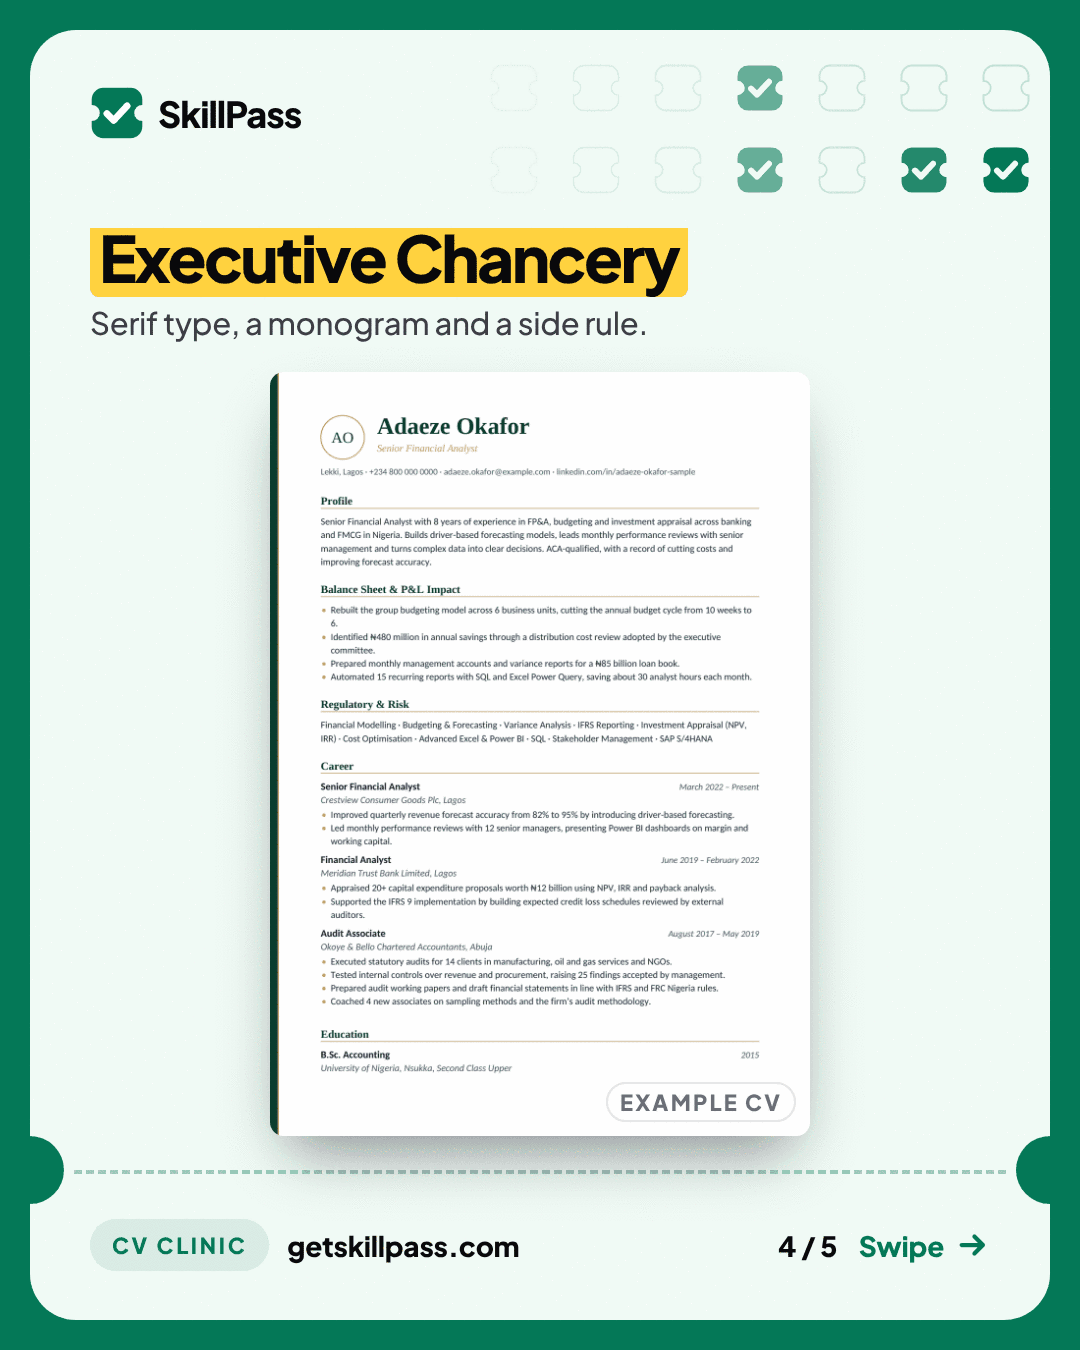 SkillPass
Executive Chancery
Serif type, a monogram and a side rule.
AO
Adaeze Okafor
Senior Financial Analyst
Lekki, Lagos · +234 800 000 0000 · adaeze.okafor@example.com · linkedin.com/in/adaeze-okafor-sample
Profile
Senior Financial Analyst with 8 years of experience in FP&A, budgeting and investment appraisal across banking
and FMCG in Nigeria. Builds driver-based forecasting models, leads monthly performance reviews with senior
management and turns complex data into clear decisions. ACA-qualified, with a record of cutting costs and
improving forecast accuracy.
Balance Sheet & P&L Impact
• Rebuilt the group budgeting model across 6 business units, cutting the annual budget cycle from 10 weeks to
6.
• Identified ₦480 million in annual savings through a distribution cost review adopted by the executive
committee.
• Prepared monthly management accounts and variance reports for a ₦85 billion loan book.
• Automated 15 recurring reports with SQL and Excel Power Query, saving about 30 analyst hours each month.
Regulatory & Risk
Financial Modelling · Budgeting & Forecasting · Variance Analysis · IFRS Reporting · Investment Appraisal (NPV,
IRR) · Cost Optimisation · Advanced Excel & Power BI · SQL · Stakeholder Management · SAP S/4HANA
Career
Senior Financial Analyst March 2022 – Present
Crestview Consumer Goods Plc, Lagos
• Improved quarterly revenue forecast accuracy from 82% to 95% by introducing driver-based forecasting.
• Led monthly performance reviews with 12 senior managers, presenting Power BI dashboards on margin and
working capital.
Financial Analyst June 2019 – February 2022
Meridian Trust Bank Limited, Lagos
• Appraised 20+ capital expenditure proposals worth ₦12 billion using NPV, IRR and payback analysis.
• Supported the IFRS 9 implementation by building expected credit loss schedules reviewed by external
auditors.
Audit Associate August 2017 – May 2019
Okoye & Bello Chartered Accountants, Abuja
• Executed statutory audits for 14 clients in manufacturing, oil and gas services and NGOs.
• Tested internal controls over revenue and procurement, raising 25 findings accepted by management.
• Prepared audit working papers and draft financial statements in line with IFRS and FRC Nigeria rules.
• Coached 4 new associates on sampling methods and the firm's audit methodology.
Education
B.Sc. Accounting 2015
University of Nigeria, Nsukka, Second Class Upper
EXAMPLE CV
CV CLINIC getskillpass.com 4 / 5 Swipe →